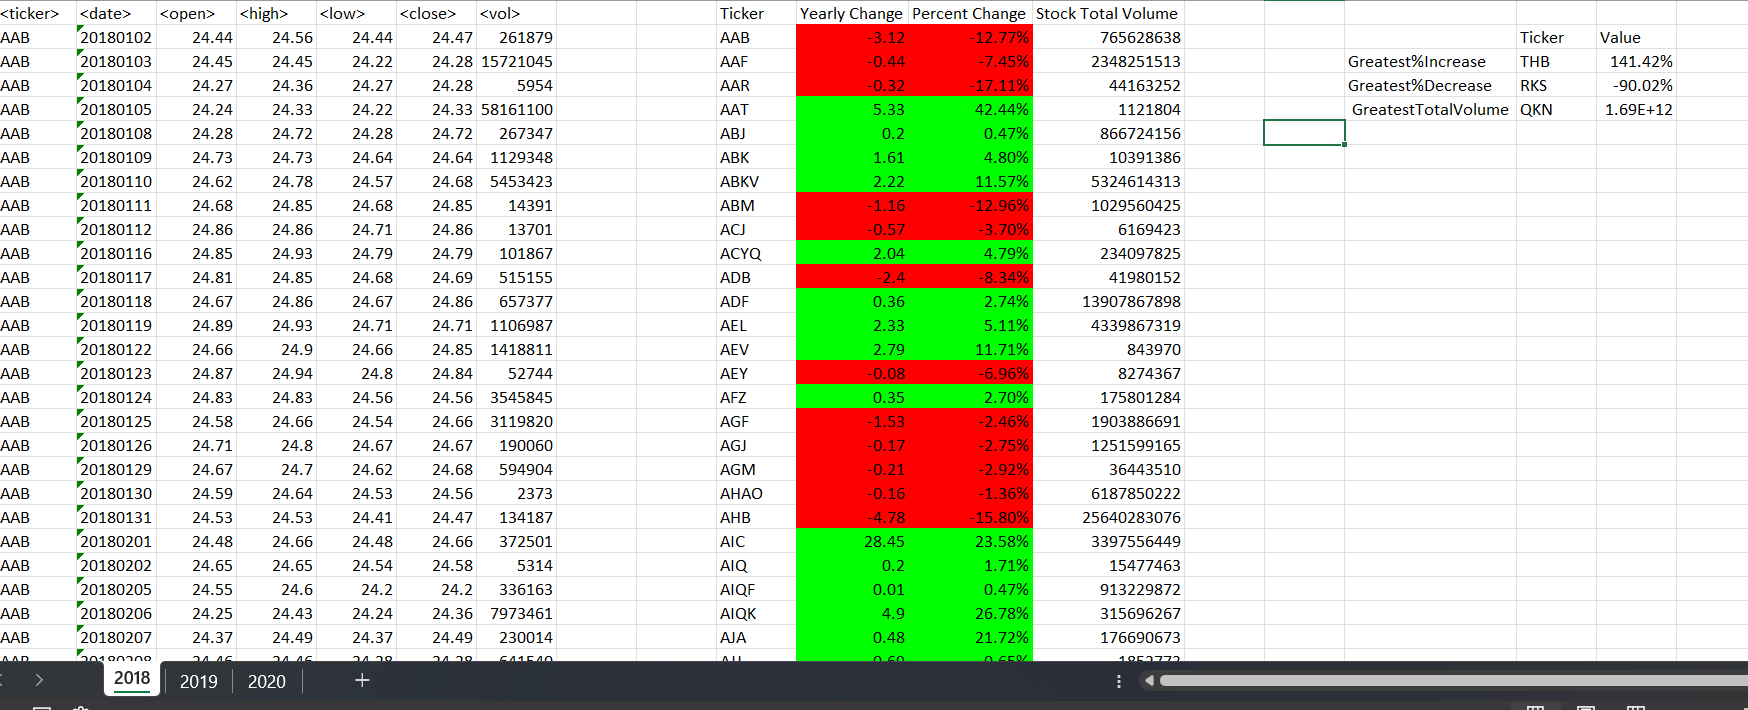 <ticker> <date> <open> <high> <low> <close> <vol> Ticker Yearly Change Percent Change Stock Total Volume
AAB 20180102 24.44 24.56 24.44 24.47 261879 AAB -3.12 -12.77% 765628638 Ticker Value
AAB 20180103 24.45 24.45 24.22 24.28 15721045 AAF -0.44 -7.45% 2348251513 Greatest%Increase THB 141.42%
AAB 20180104 24.27 24.36 24.27 24.28 5954 AAR -0.32 -17.11% 44163252 Greatest%Decrease RKS -90.02%
AAB 20180105 24.24 24.33 24.22 24.33 58161100 AAT 5.33 42.44% 1121804 GreatestTotalVolume QKN 1.69E+12
AAB 20180108 24.28 24.72 24.28 24.72 267347 ABJ 0.2 0.47% 866724156
AAB 20180109 24.73 24.73 24.64 24.64 1129348 ABK 1.61 4.80% 10391386
AAB 20180110 24.62 24.78 24.57 24.68 5453423 ABKV 2.22 11.57% 5324614313
AAB 20180111 24.68 24.85 24.68 24.85 14391 ABM -1.16 -12.96% 1029560425
AAB 20180112 24.86 24.86 24.71 24.86 13701 ACJ -0.57 -3.70% 6169423
AAB 20180116 24.85 24.93 24.79 24.79 101867 ACYQ 2.04 4.79% 234097825
AAB 20180117 24.81 24.85 24.68 24.69 515155 ADB -2.4 -8.34% 41980152
AAB 20180118 24.67 24.86 24.67 24.86 657377 ADF 0.36 2.74% 13907867898
AAB 20180119 24.89 24.93 24.71 24.71 1106987 AEL 2.33 5.11% 4339867319
AAB 20180122 24.66 24.9 24.66 24.85 1418811 AEV 2.79 11.71% 843970
AAB 20180123 24.87 24.94 24.8 24.84 52744 AEY -0.08 -6.96% 8274367
AAB 20180124 24.83 24.83 24.56 24.56 3545845 AFZ 0.35 2.70% 175801284
AAB 20180125 24.58 24.66 24.54 24.66 3119820 AGF -1.53 -2.46% 1903886691
AAB 20180126 24.71 24.8 24.67 24.67 190060 AGJ -0.17 -2.75% 1251599165
AAB 20180129 24.67 24.7 24.62 24.68 594904 AGM -0.21 -2.92% 36443510
AAB 20180130 24.59 24.64 24.53 24.56 2373 AHAO -0.16 -1.36% 6187850222
AAB 20180131 24.53 24.53 24.41 24.47 134187 AHB -4.78 -15.80% 25640283076
AAB 20180201 24.48 24.66 24.48 24.66 372501 AIC 28.45 23.58% 3397556449
AAB 20180202 24.65 24.65 24.54 24.58 5314 AIQ 0.2 1.71% 15477463
AAB 20180205 24.55 24.6 24.2 24.2 336163 AIQF 0.01 0.47% 913229872
AAB 20180206 24.25 24.43 24.24 24.36 7973461 AIQK 4.9 26.78% 315696267
AAB 20180207 24.37 24.49 24.37 24.49 230014 AJA 0.48 21.72% 176690673
2018 2019 2020